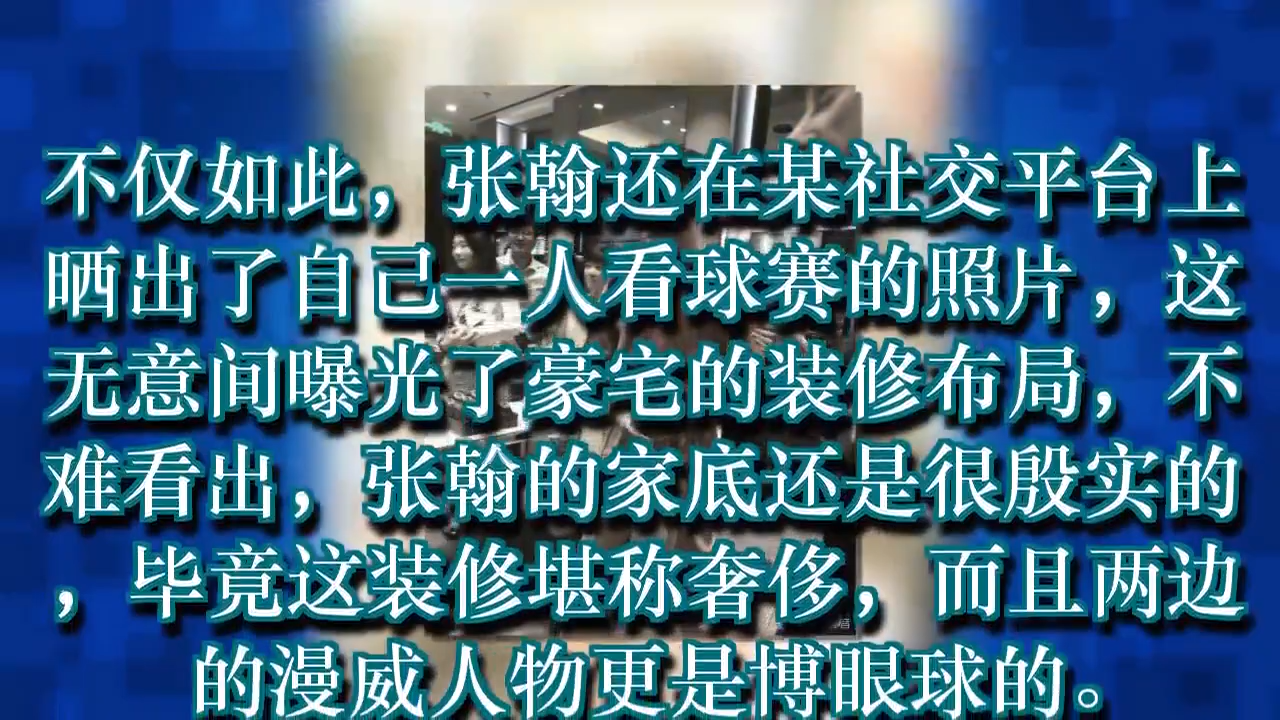 不仅如此，张翰还在某社交平台上
晒出了自己一人看球赛的照片，这
无意间曝光了豪宅的装修布局，不
难看出，张翰的家底还是很殷实的
，毕竟这装修堪称奢侈，而且两边
的漫威人物更是博眼球的。